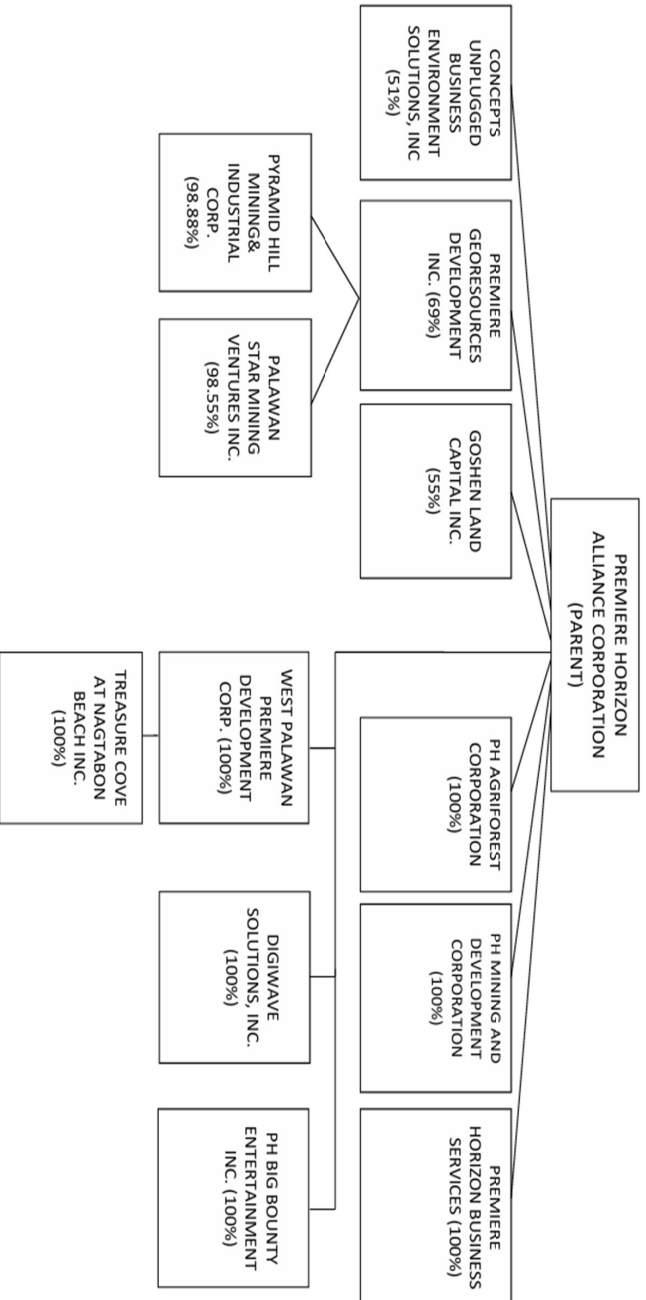 PREMIERE HORIZON
ALLIANCE CORPORATION
(PARENT)
CONCEPTS
UNPLUGGED
BUSINESS
ENVIRONMENT
SOLUTIONS, INC
(51%)
PREMIERE
GEORESOURCES
DEVELOPMENT
INC. (69%)
GOSHEN LAND
CAPITAL INC.
(55%)
PH AGRIFOREST
CORPORATION
(100%)
PH MINING AND
DEVELOPMENT
CORPORATION
(100%)
PREMIERE
HORIZON BUSINESS
SERVICES (100%)
PYRAMID HILL
MINING&
INDUSTRIAL
CORP.
(98.88%)
PALAWAN
STAR MINING
VENTURES INC.
(98.55%)
WEST PALAWAN
PREMIERE
DEVELOPMENT
CORP. (100%)
DIGIWAVE
SOLUTIONS, INC.
(100%)
PH BIG BOUNTY
ENTERTAINMENT
INC. (100%)
TREASURE COVE
AT NAGTABON
BEACH INC.
(100%)